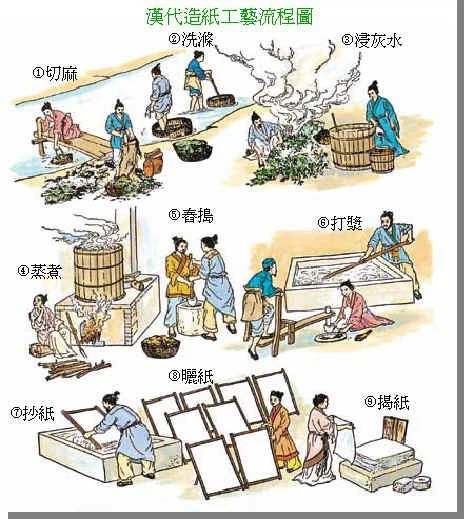 漢代造紙工藝流程圖
①切麻
②洗滌
③浸灰水
④蒸煮
⑤舂搗
⑥打漿
⑦抄紙
⑧曬紙
⑨揭紙